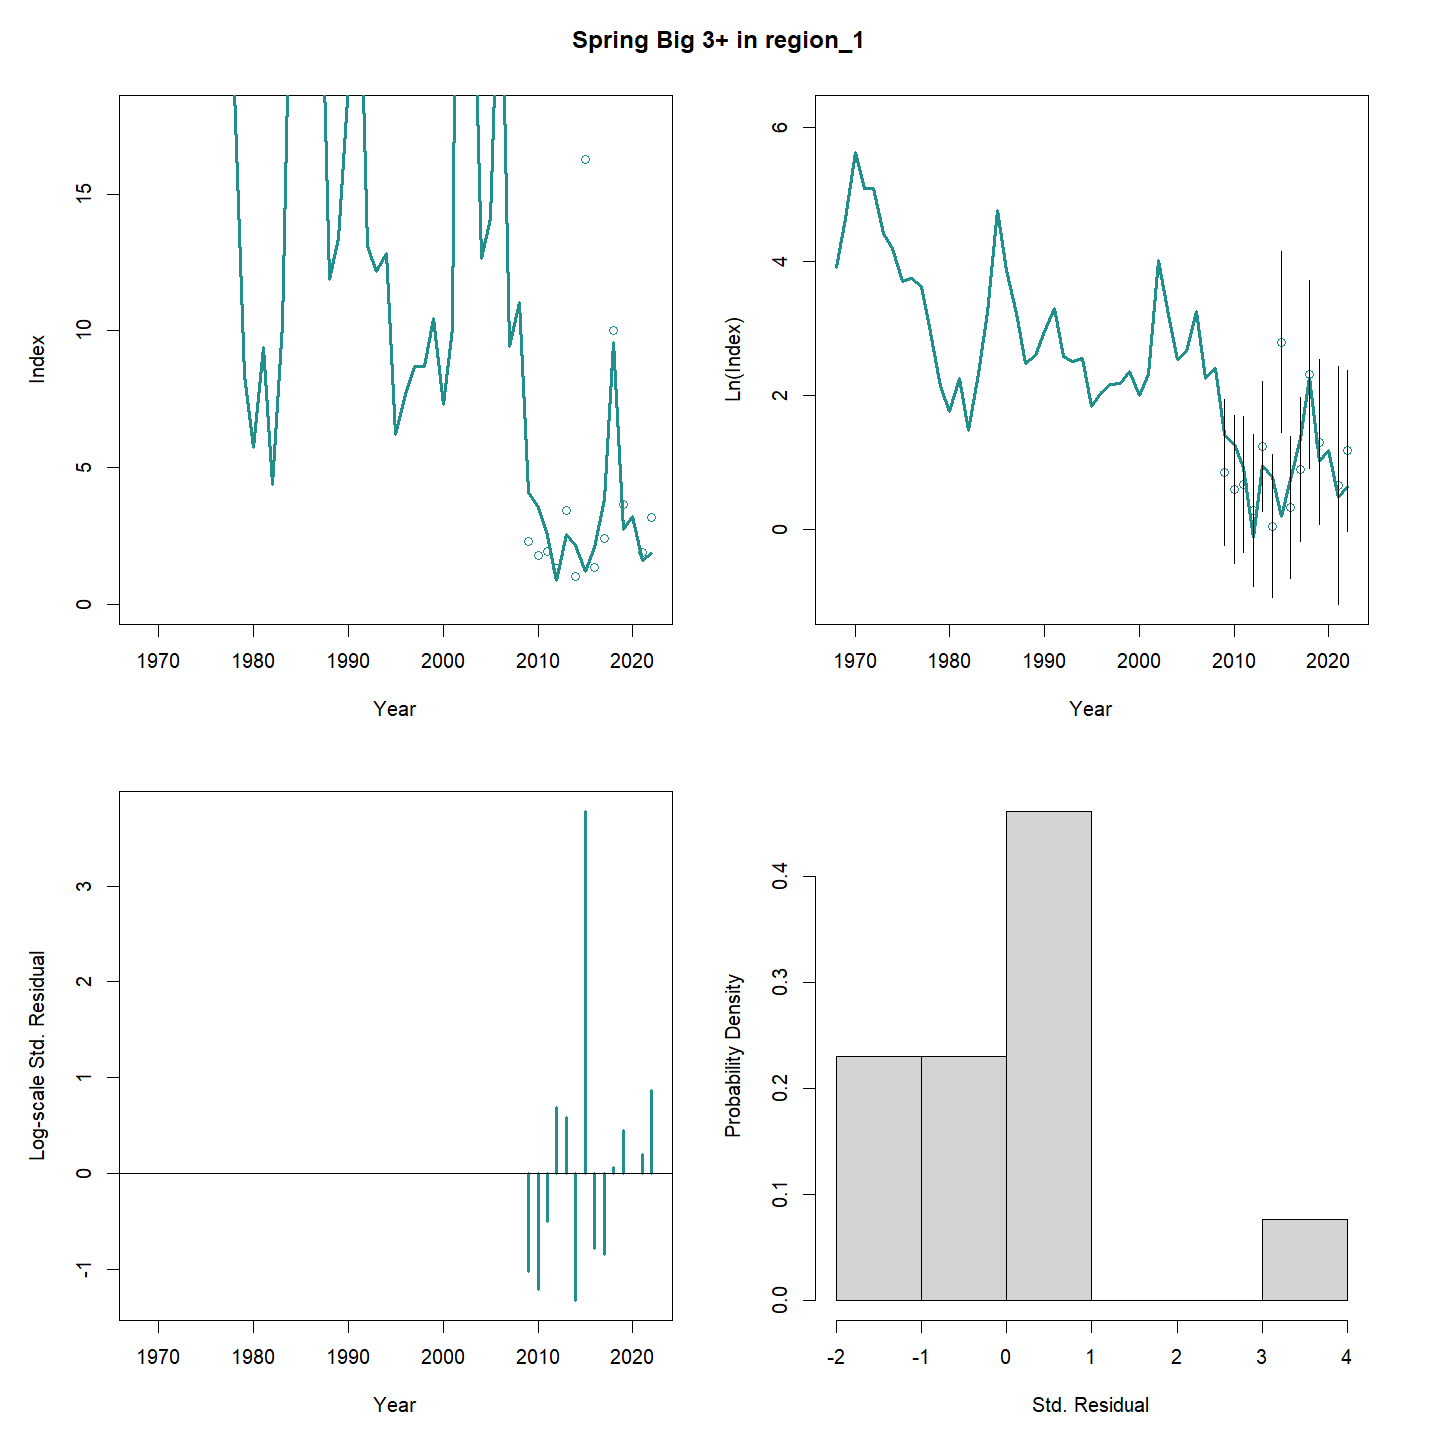 Spring Big 3+ in region_1
Index
0 5 10 15
1970 1980 1990 2000 2010 2020
Year
Ln(Index)
0 2 4 6
1970 1980 1990 2000 2010 2020
Year
Log-scale Std. Residual
-1 0 1 2 3
1970 1980 1990 2000 2010 2020
Year
Probability Density
0.0 0.1 0.2 0.3 0.4
-2 -1 0 1 2 3 4
Std. Residual